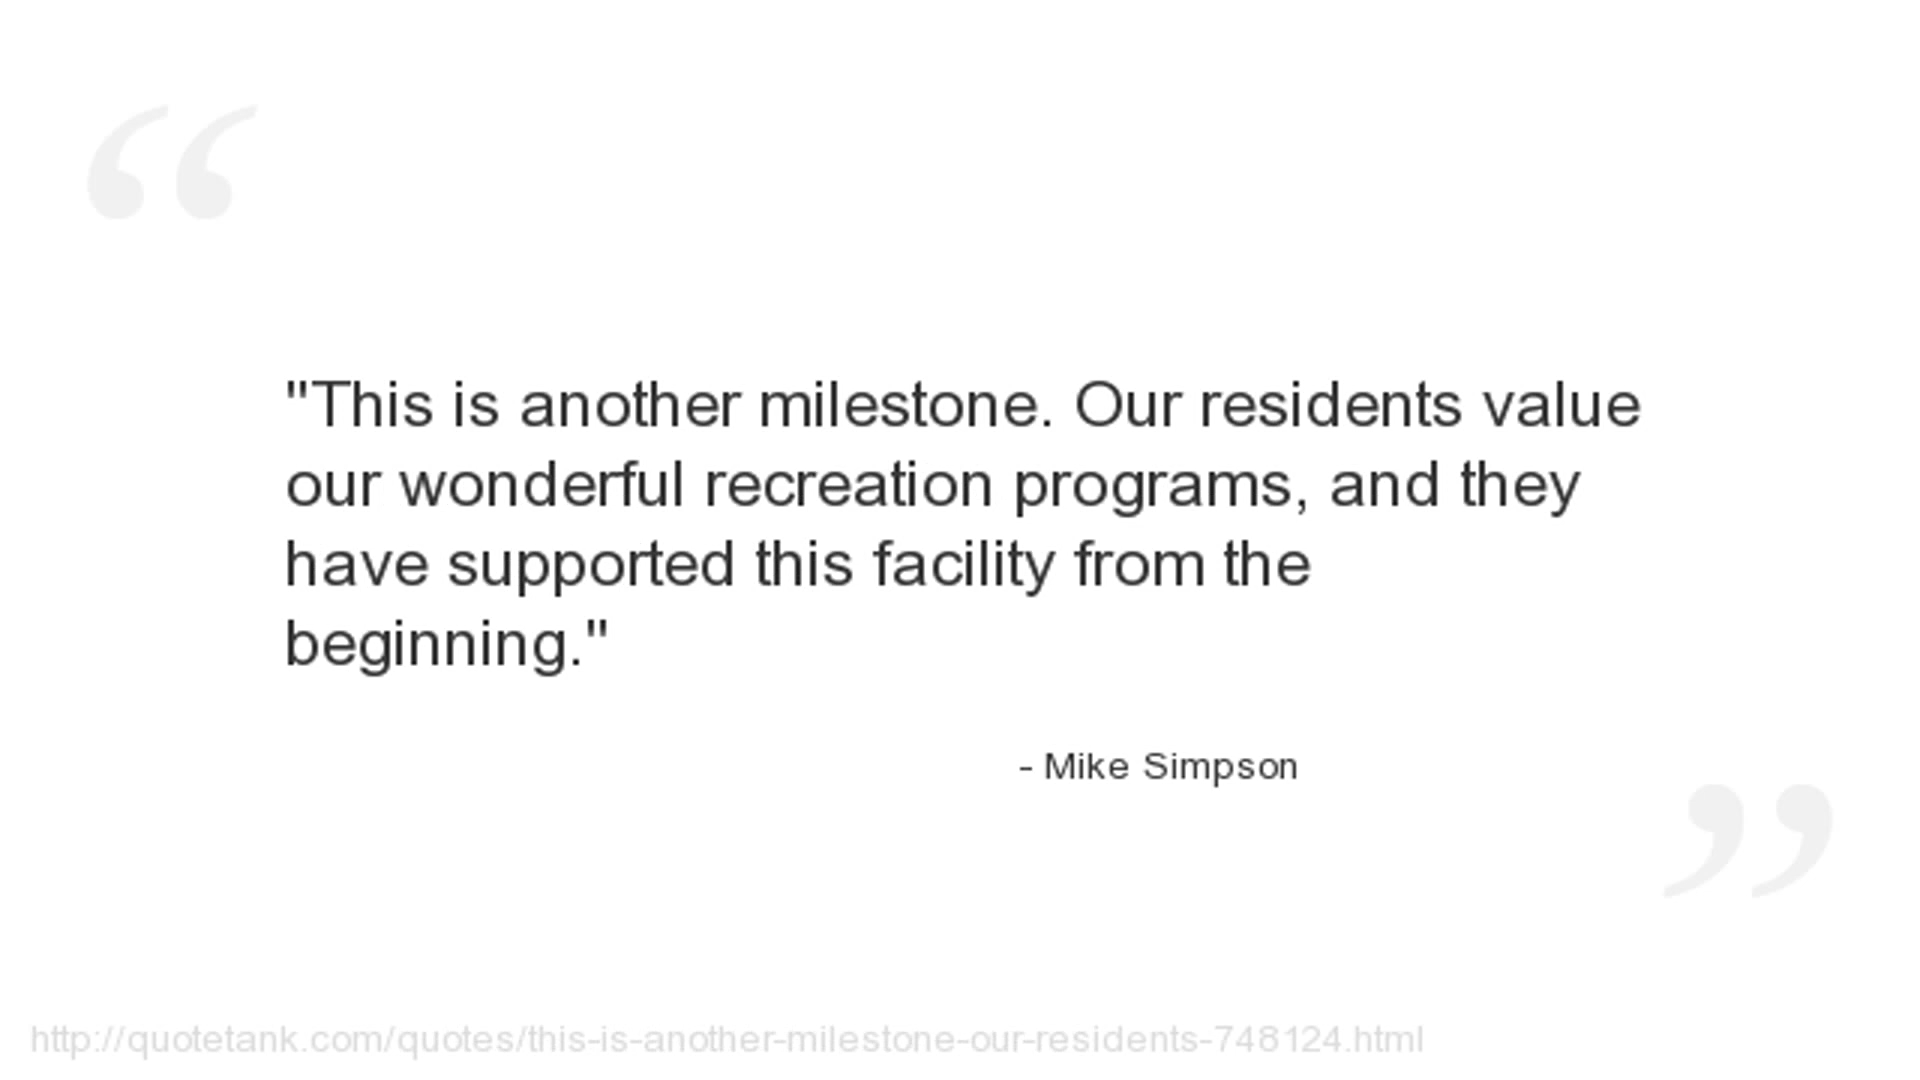 "This is another milestone. Our residents value
our wonderful recreation programs, and they
have supported this facility from the
beginning."
- Mike Simpson
http://quotetank.com/quotes/this-is-another-milestone-our-residents-748124.html